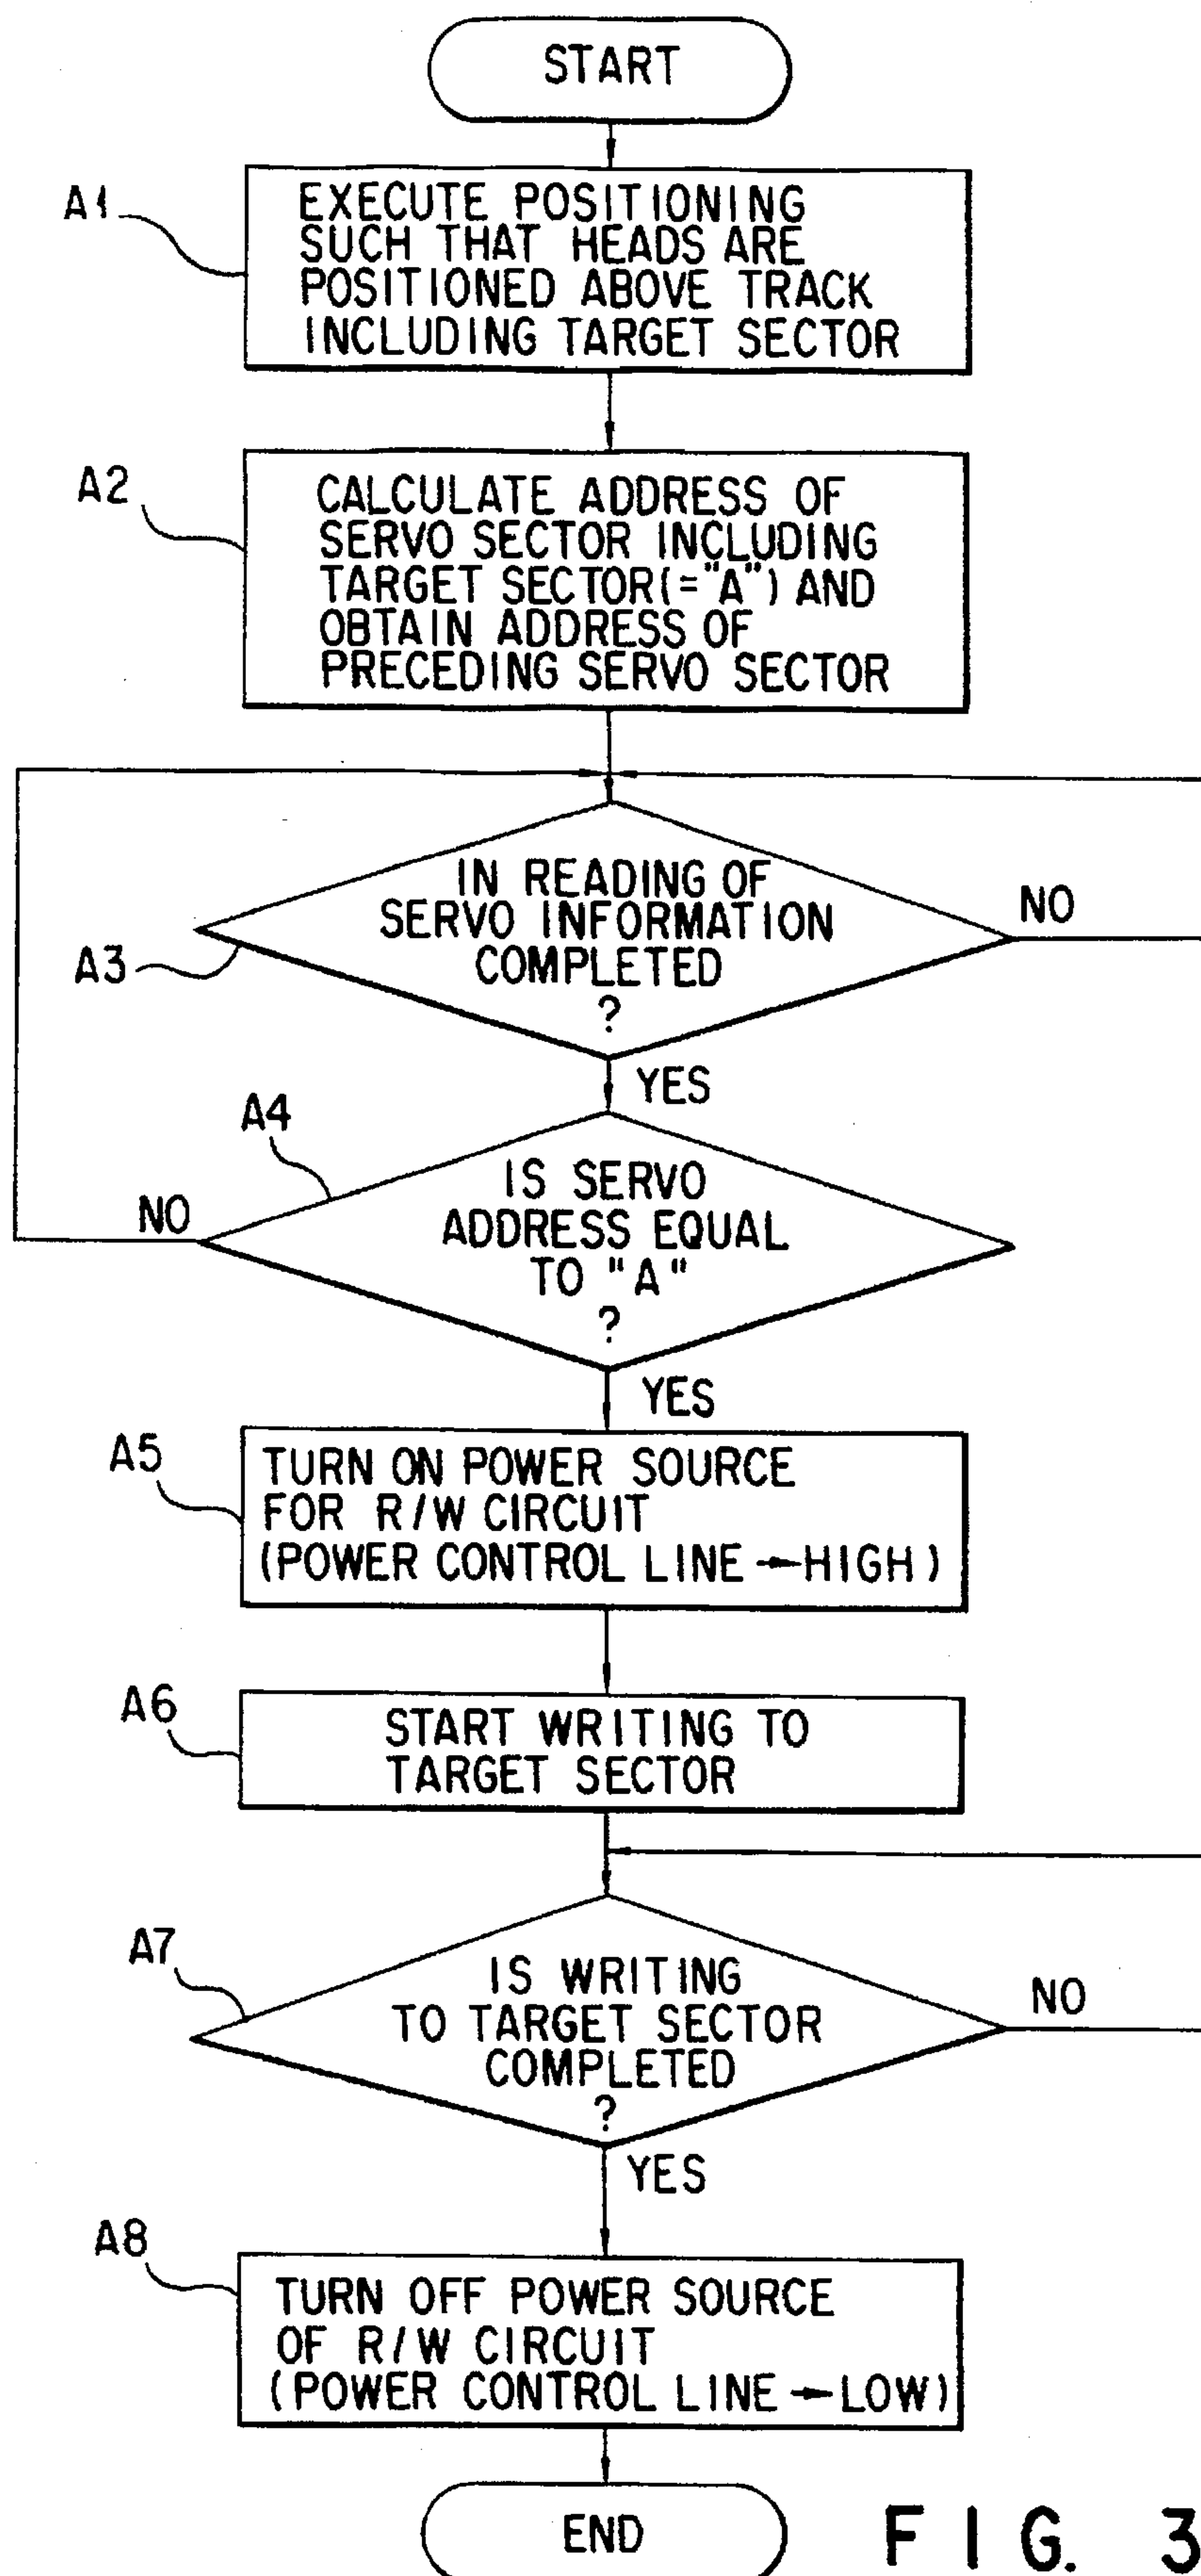 START
A1
EXECUTE POSITIONING
SUCH THAT HEADS ARE
POSITIONED ABOVE TRACK
INCLUDING TARGET SECTOR
A2
CALCULATE ADDRESS OF
SERVO SECTOR INCLUDING
TARGET SECTOR(="A") AND
OBTAIN ADDRESS OF
PRECEDING SERVO SECTOR
IN READING OF
SERVO INFORMATION
COMPLETED
?
NO
A3
YES
A4
IS SERVO
ADDRESS EQUAL
TO "A"
?
NO
YES
A5
TURN ON POWER SOURCE
FOR R/W CIRCUIT
(POWER CONTROL LINE → HIGH)
A6
START WRITING TO
TARGET SECTOR
A7
IS WRITING
TO TARGET SECTOR
COMPLETED
?
NO
YES
A8
TURN OFF POWER SOURCE
OF R/W CIRCUIT
(POWER CONTROL LINE → LOW)
END
FIG. 3